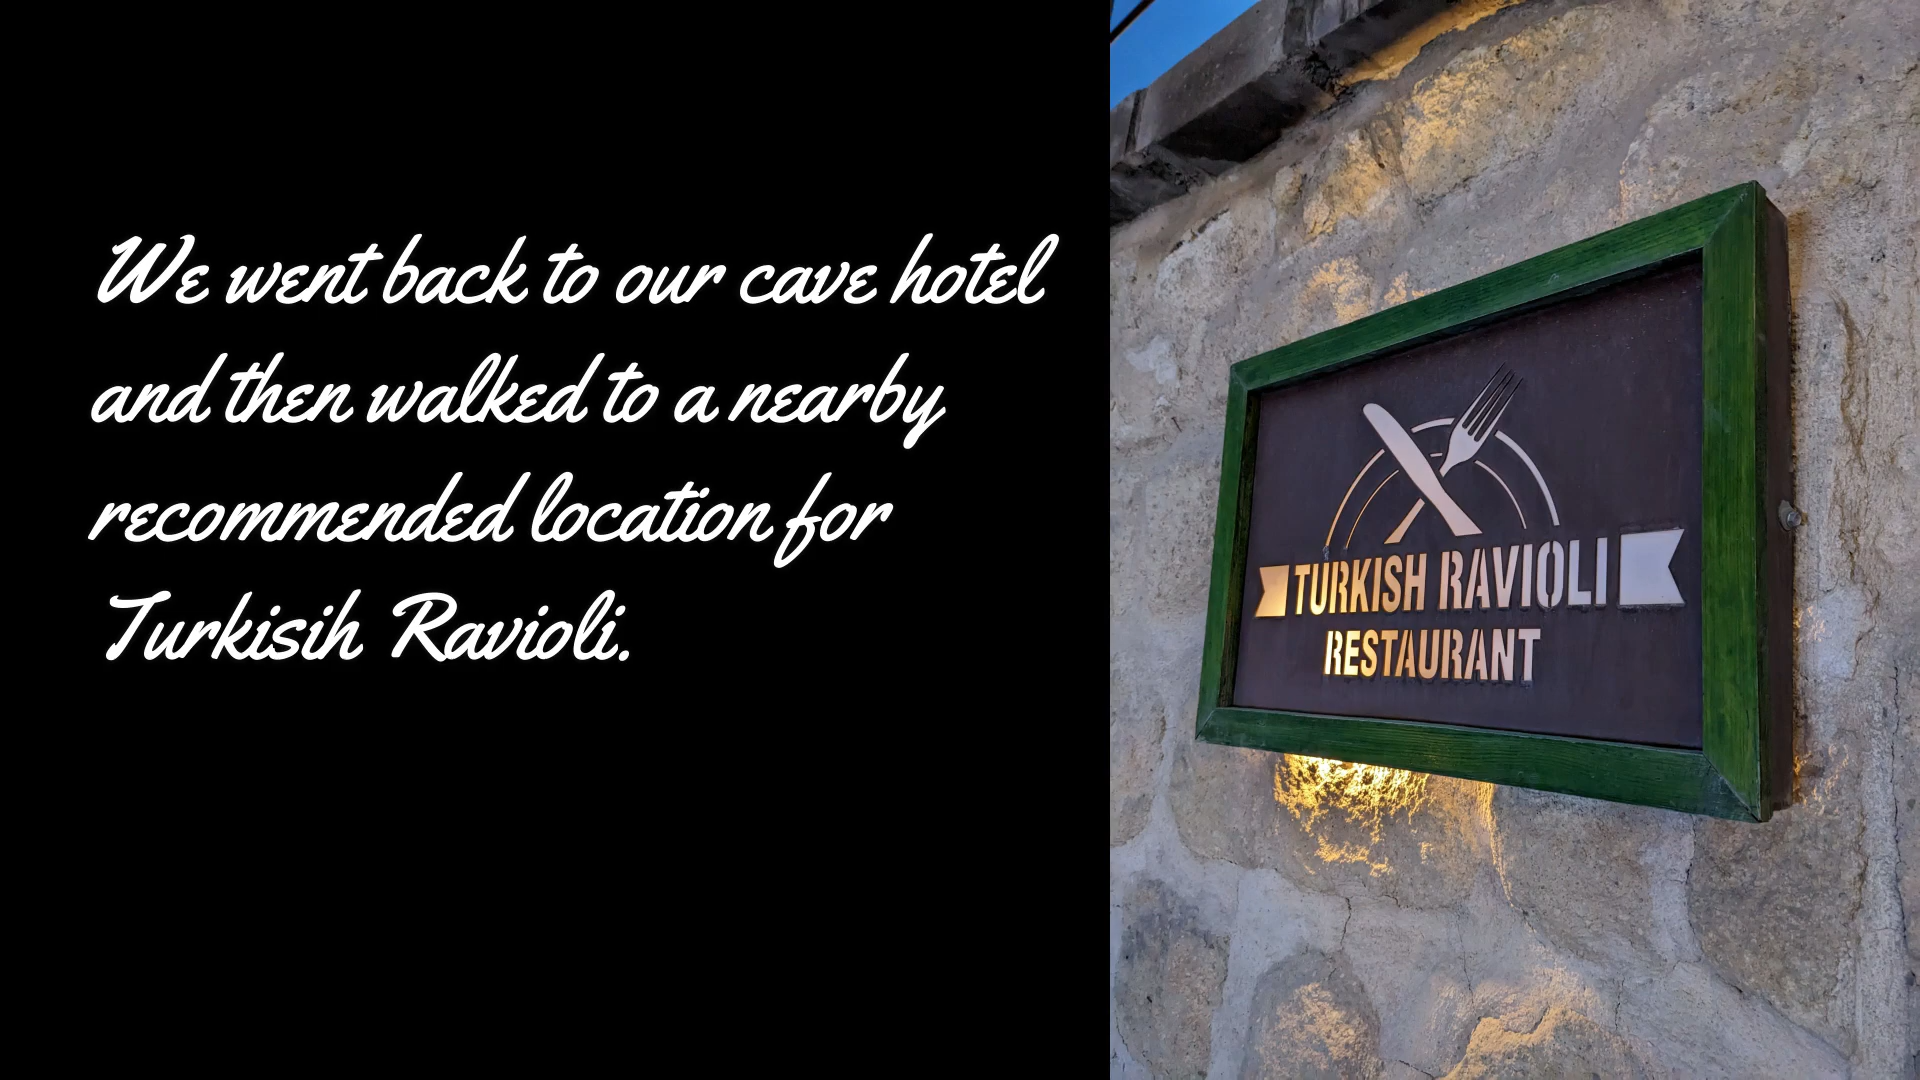 We went back to our cave hotel
and then walked to a nearby
recommended location for
Turkisih Ravioli.
TURKISH RAVIOLI
RESTAURANT